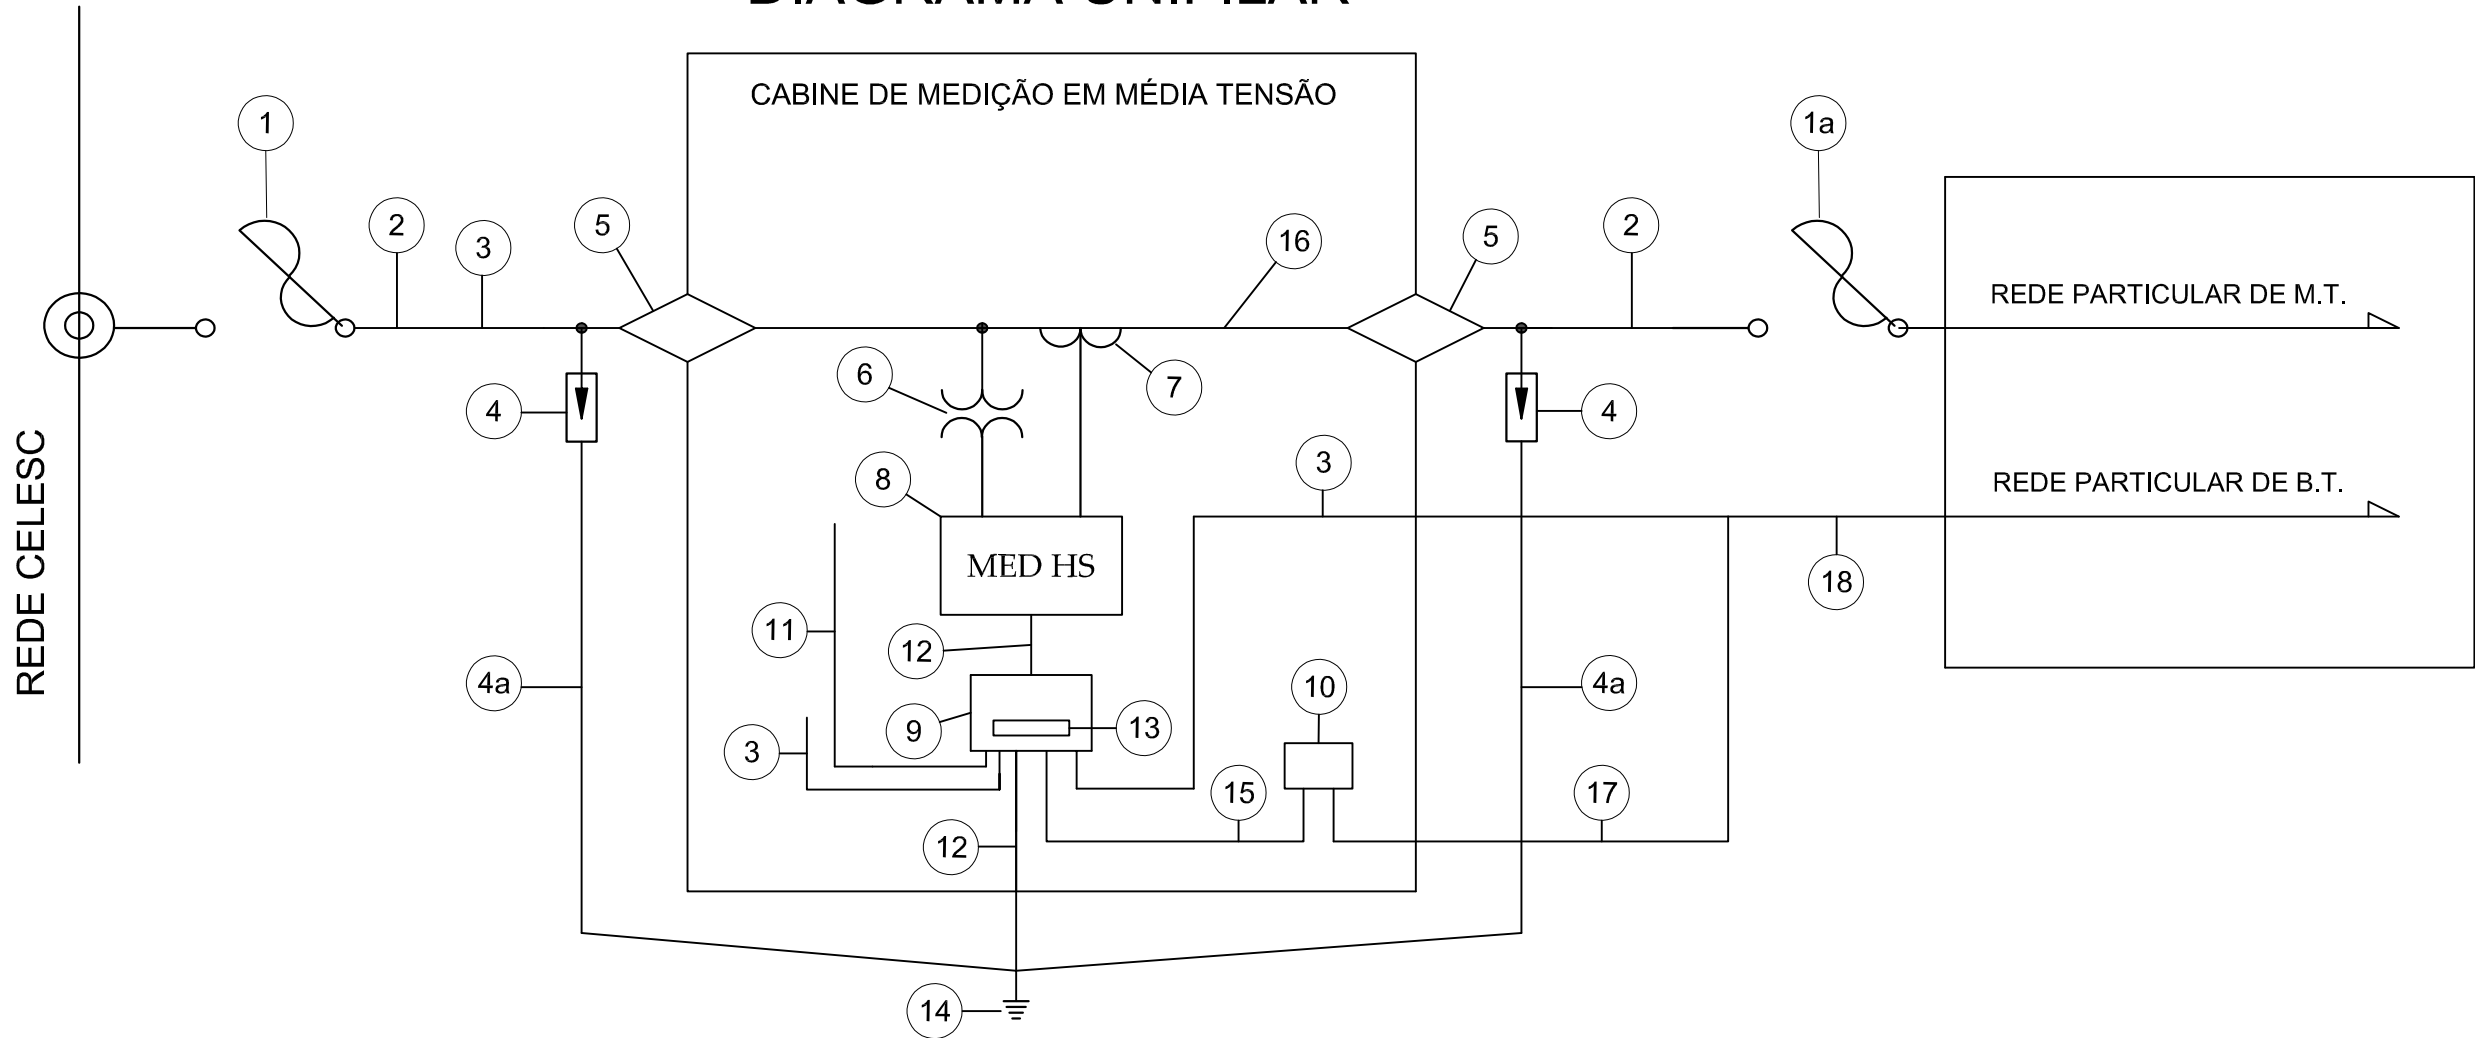 DIAGRAMA UNIFILAR
CABINE DE MEDIÇÃO EM MÉDIA TENSÃO
1
1a
2
3
5
16
5
2
REDE PARTICULAR DE M.T.
6
7
4
4
REDE CELESC
8
3
REDE PARTICULAR DE B.T.
MED HS
18
11
12
4a
10
4a
9
13
3
15
17
12
14